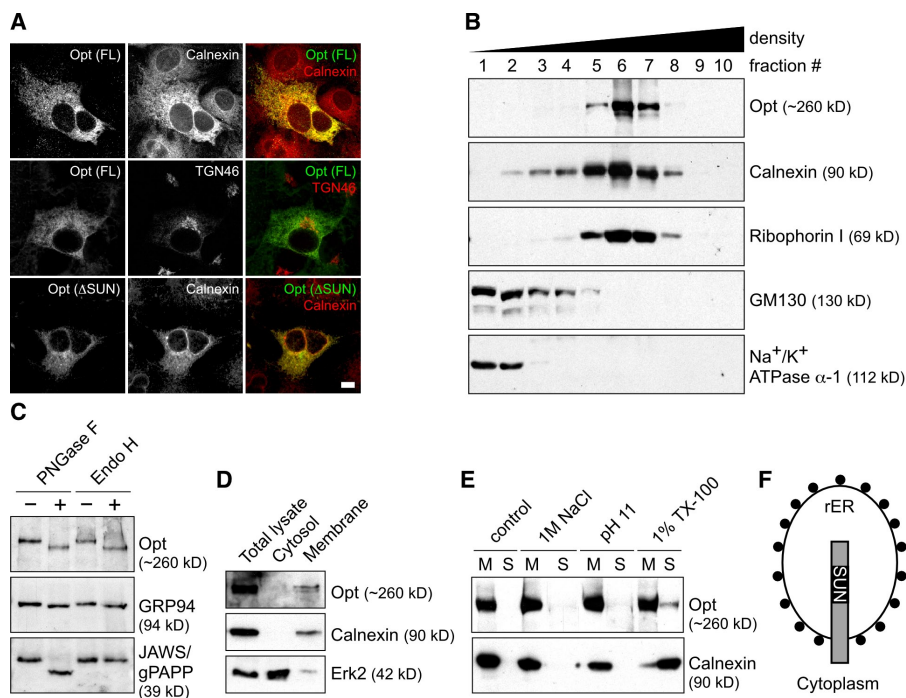 A
Opt (FL)
Calnexin
Opt (FL)
Calnexin
Opt (FL)
TGN46
Opt (FL)
TGN46
Opt (ΔSUN)
Calnexin
Opt (ΔSUN)
Calnexin
B
density
1 2 3 4 5 6 7 8 9 10 fraction #
Opt (~260 kD)
Calnexin (90 kD)
Ribophorin I (69 kD)
GM130 (130 kD)
Na+/K+
ATPase α-1 (112 kD)
C
PNGase F
Endo H
− + − +
Opt
(~260 kD)
GRP94
(94 kD)
JAWS/
gPAPP
(39 kD)
D
Total lysate
Cytosol
Membrane
Opt (~260 kD)
Calnexin (90 kD)
Erk2 (42 kD)
E
control
1M NaCl
pH 11
1% TX-100
M S M S M S M S
Opt
(~260 kD)
Calnexin
(90 kD)
F
rER
SUN
Cytoplasm